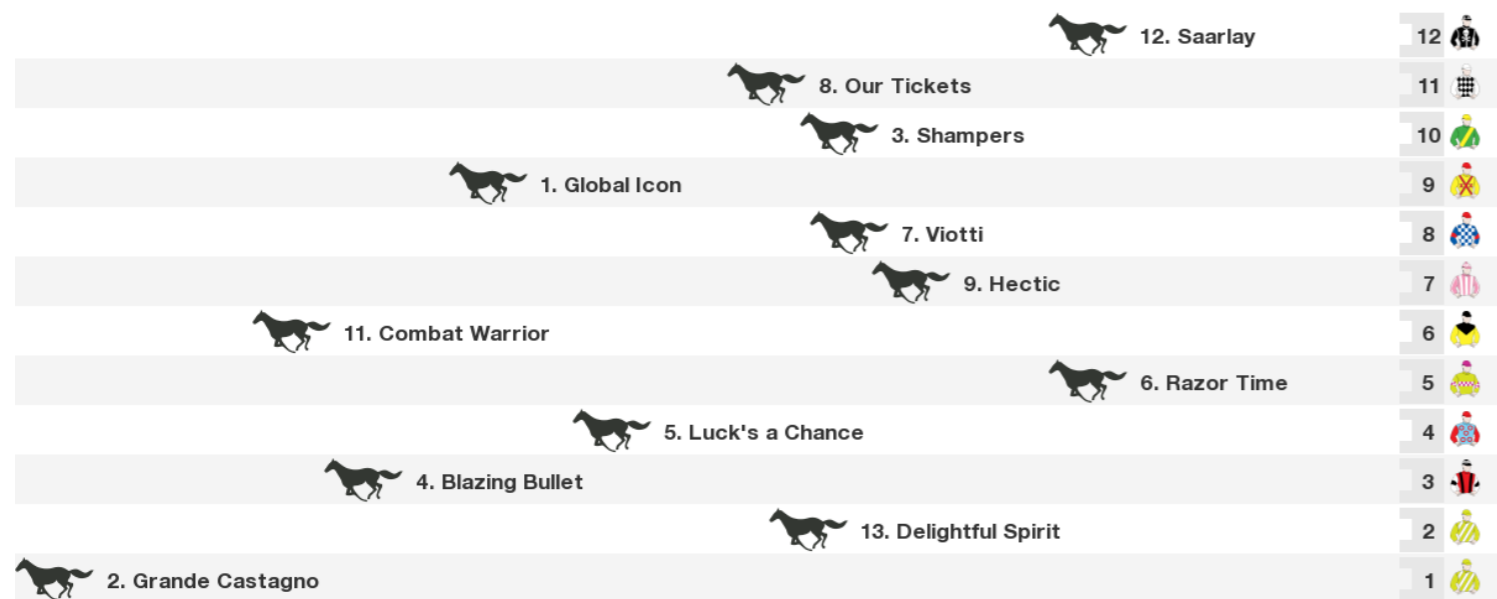 12. Saarlay 12
8. Our Tickets 11
3. Shampers 10
1. Global Icon 9
7. Viotti 8
9. Hectic 7
11. Combat Warrior 6
6. Razor Time 5
5. Luck's a Chance 4
4. Blazing Bullet 3
13. Delightful Spirit 2
2. Grande Castagno 1